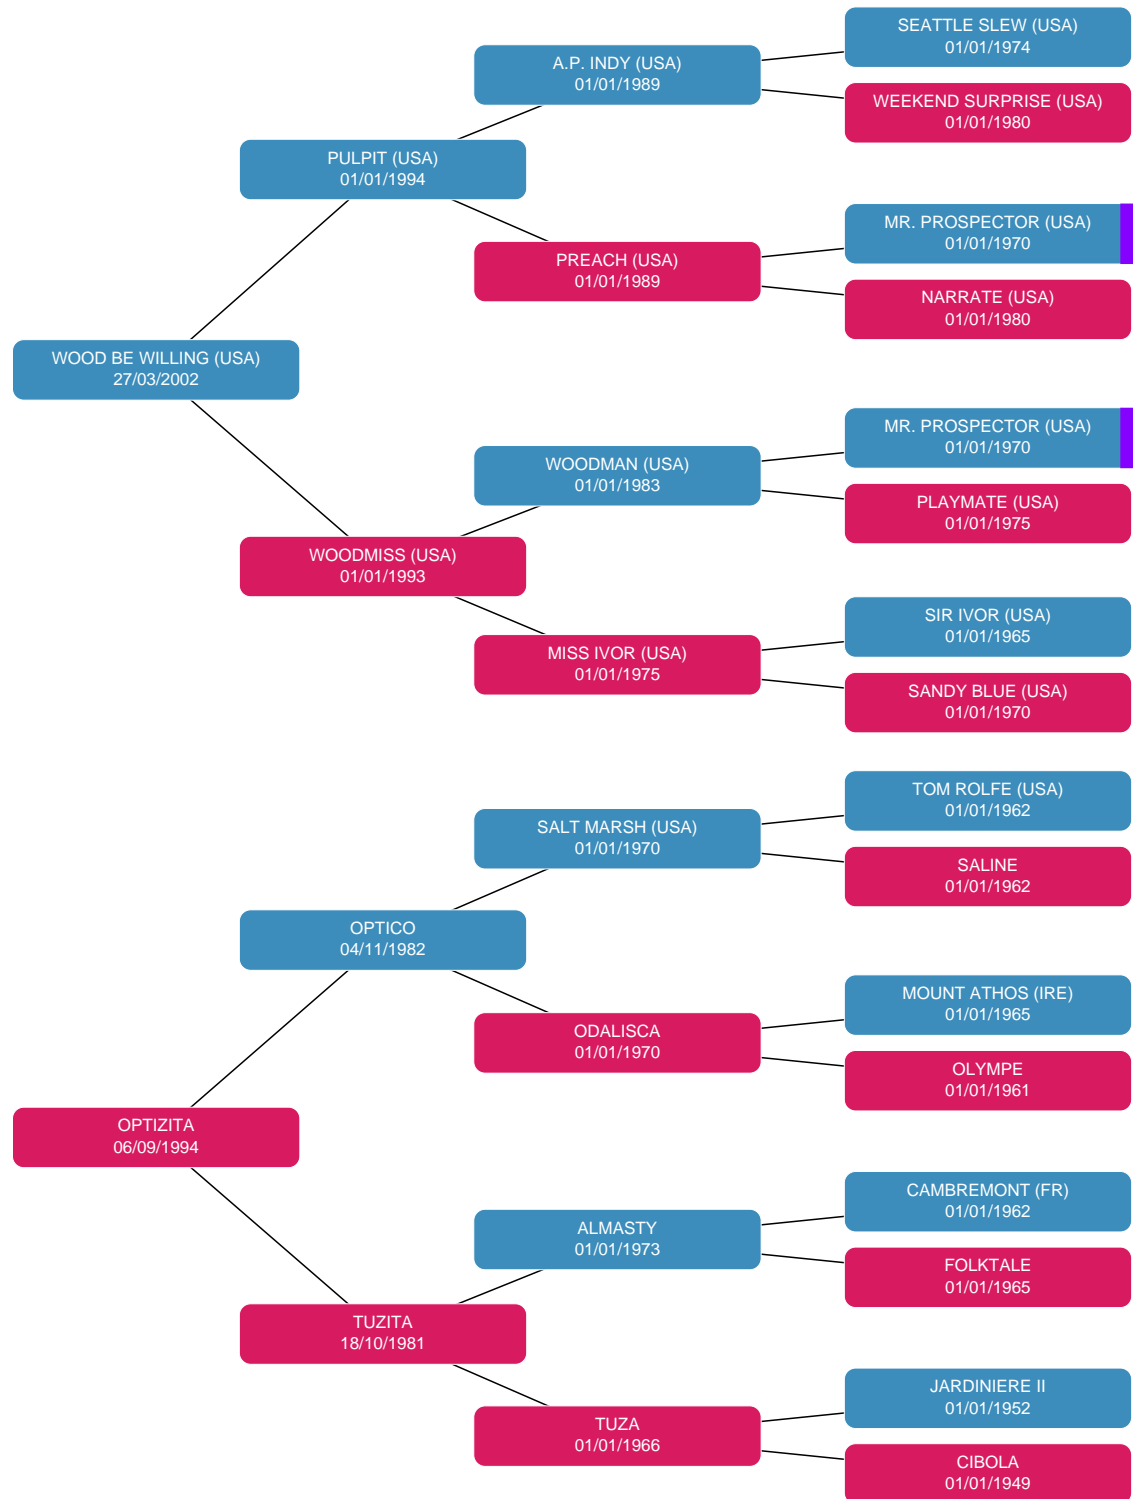 SEATTLE SLEW (USA)
01/01/1974
A.P. INDY (USA)
01/01/1989
WEEKEND SURPRISE (USA)
01/01/1980
PULPIT (USA)
01/01/1994
MR. PROSPECTOR (USA)
01/01/1970
PREACH (USA)
01/01/1989
NARRATE (USA)
01/01/1980
WOOD BE WILLING (USA)
27/03/2002
MR. PROSPECTOR (USA)
01/01/1970
WOODMAN (USA)
01/01/1983
PLAYMATE (USA)
01/01/1975
WOODMISS (USA)
01/01/1993
SIR IVOR (USA)
01/01/1965
MISS IVOR (USA)
01/01/1975
SANDY BLUE (USA)
01/01/1970
TOM ROLFE (USA)
01/01/1962
SALT MARSH (USA)
01/01/1970
SALINE
01/01/1962
OPTICO
04/11/1982
MOUNT ATHOS (IRE)
01/01/1965
ODALISCA
01/01/1970
OLYMPE
01/01/1961
OPTIZITA
06/09/1994
CAMBREMONT (FR)
01/01/1962
ALMASTY
01/01/1973
FOLKTALE
01/01/1965
TUZITA
18/10/1981
JARDINIERE II
01/01/1952
TUZA
01/01/1966
CIBOLA
01/01/1949